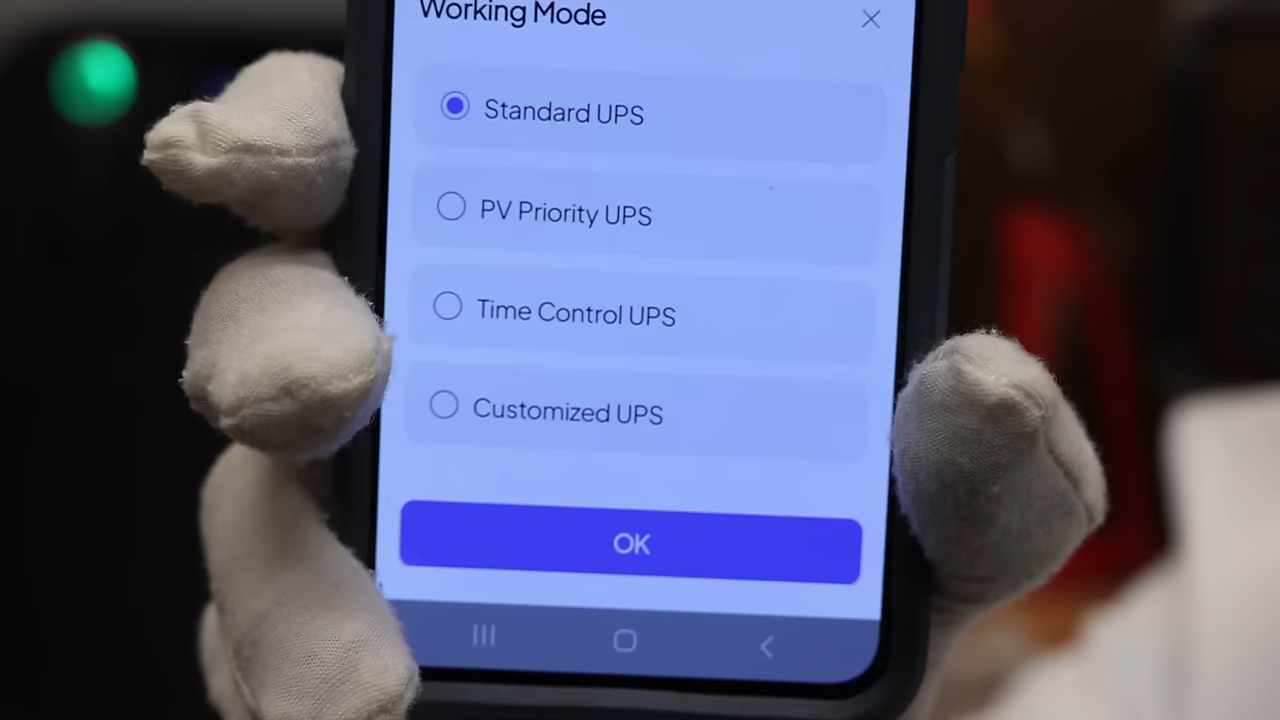 Working Mode
Standard UPS
PV Priority UPS
Time Control UPS
Customized UPS
OK